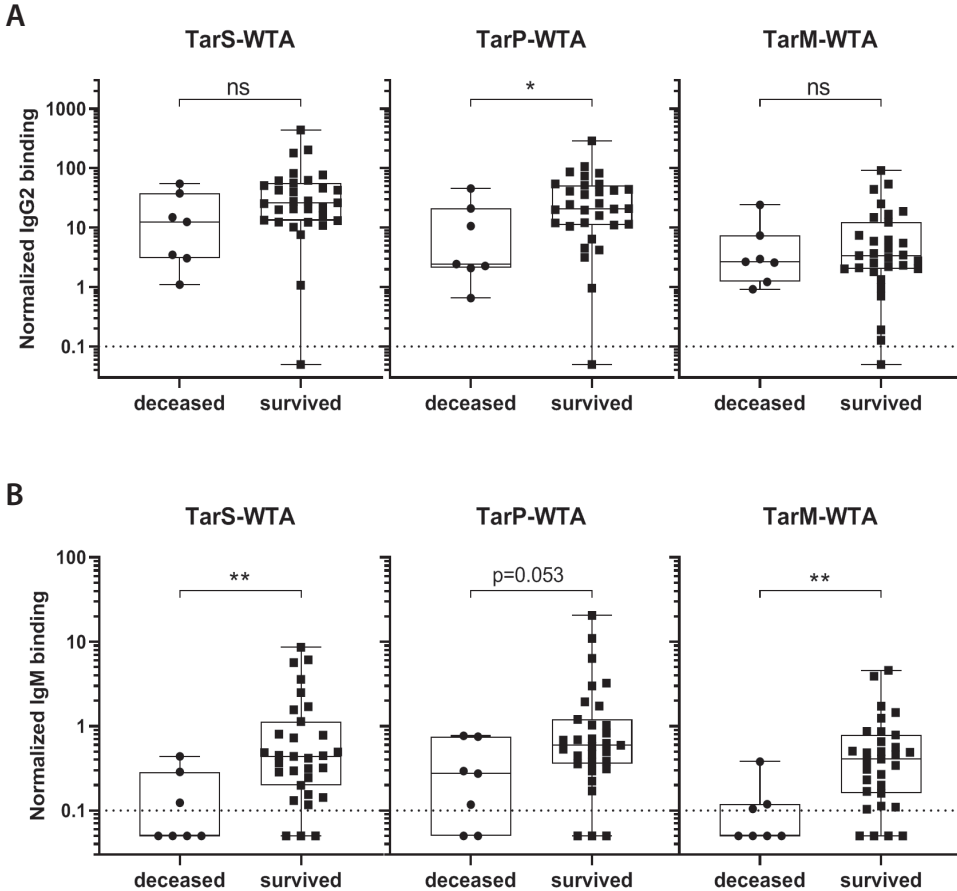 A
TarS-WTA TarP-WTA TarM-WTA
Normalized IgG2 binding
ns * ns
1000
100
10
1
0.1
deceased survived deceased survived deceased survived
B
TarS-WTA TarP-WTA TarM-WTA
Normalized IgM binding
100
** p=0.053 **
10
1
0.1
deceased survived deceased survived deceased survived